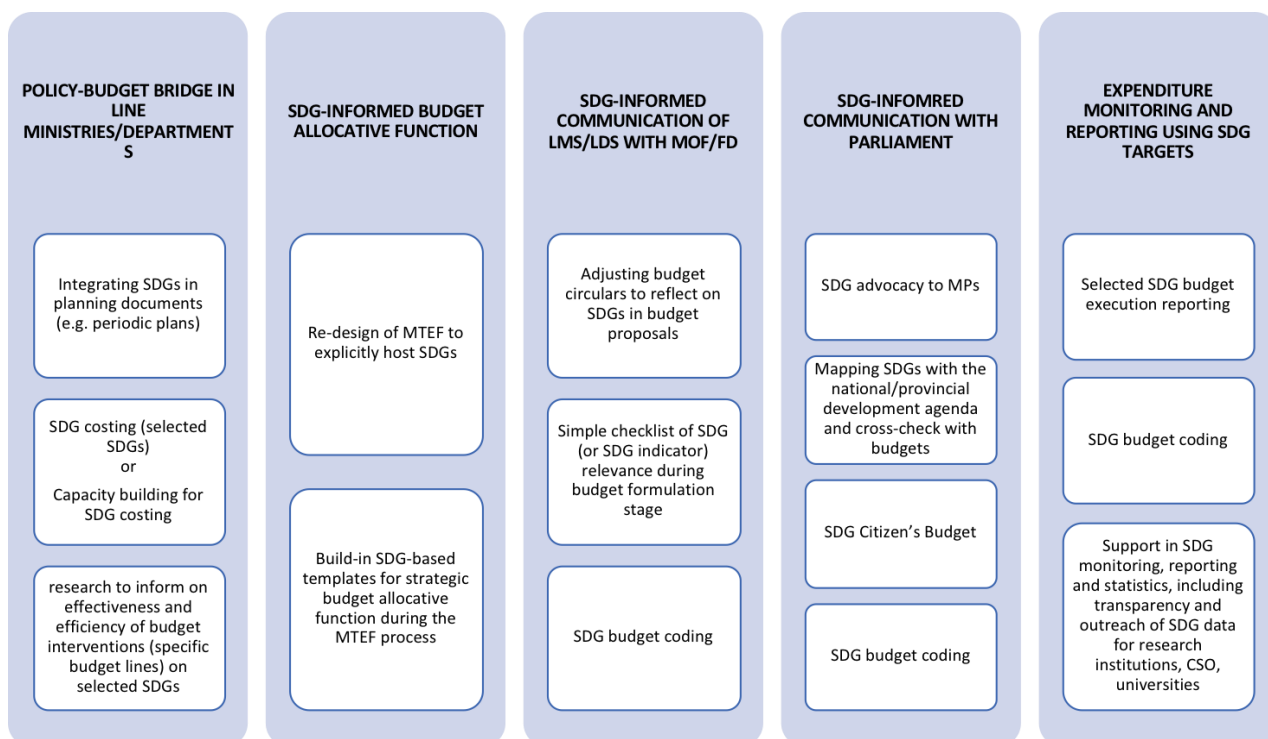 POLICY-BUDGET BRIDGE IN
LINE
MINISTRIES/DEPARTMENT
S
Integrating SDGs in
planning documents
(e.g. periodic plans)
SDG costing (selected
SDGs)
or
Capacity building for
SDG costing
research to inform on
effectiveness and
efficiency of budget
interventions (specific
budget lines) on
selected SDGs
SDG-INFORMED BUDGET
ALLOCATIVE FUNCTION
Re-design of MTEF to
explicitly host SDGs
Build-in SDG-based
templates for strategic
budget allocative
function during the
MTEF process
SDG-INFORMED
COMMUNICATION OF
LMS/LDS WITH MOF/FD
Adjusting budget
circulars to reflect on
SDGs in budget
proposals
Simple checklist of SDG
(or SDG indicator)
relevance during
budget formulation
stage
SDG budget coding
SDG-INFOMRED
COMMUNICATION WITH
PARLIAMENT
SDG advocacy to MPs
Mapping SDGs with the
national/provincial
development agenda
and cross-check with
budgets
SDG Citizen’s Budget
SDG budget coding
EXPENDITURE
MONITORING AND
REPORTING USING SDG
TARGETS
Selected SDG budget
execution reporting
SDG budget coding
Support in SDG
monitoring, reporting
and statistics, including
transparency and
outreach of SDG data
for research
institutions, CSO,
universities